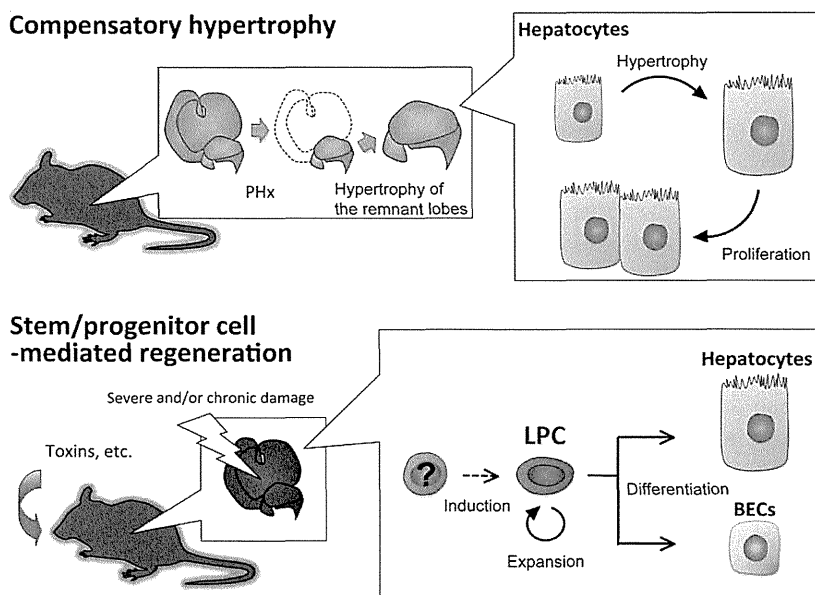 Compensatory hypertrophy
PHx
Hypertrophy of
the remnant lobes
Hepatocytes
Hypertrophy
Proliferation
Stem/progenitor cell
-mediated regeneration
Severe and/or chronic damage
Toxins, etc.
?
Induction
LPC
Expansion
Differentiation
Hepatocytes
BECs